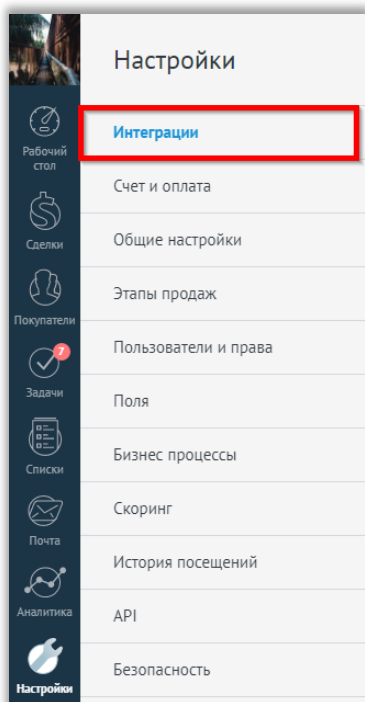 Настройки
Рабочий
стол
Сделки
Покупатели
7
Задачи
Списки
Почта
Аналитика
Настройки
Интеграции
Счет и оплата
Общие настройки
Этапы продаж
Пользователи и права
Поля
Бизнес процессы
Скоринг
История посещений
API
Безопасность